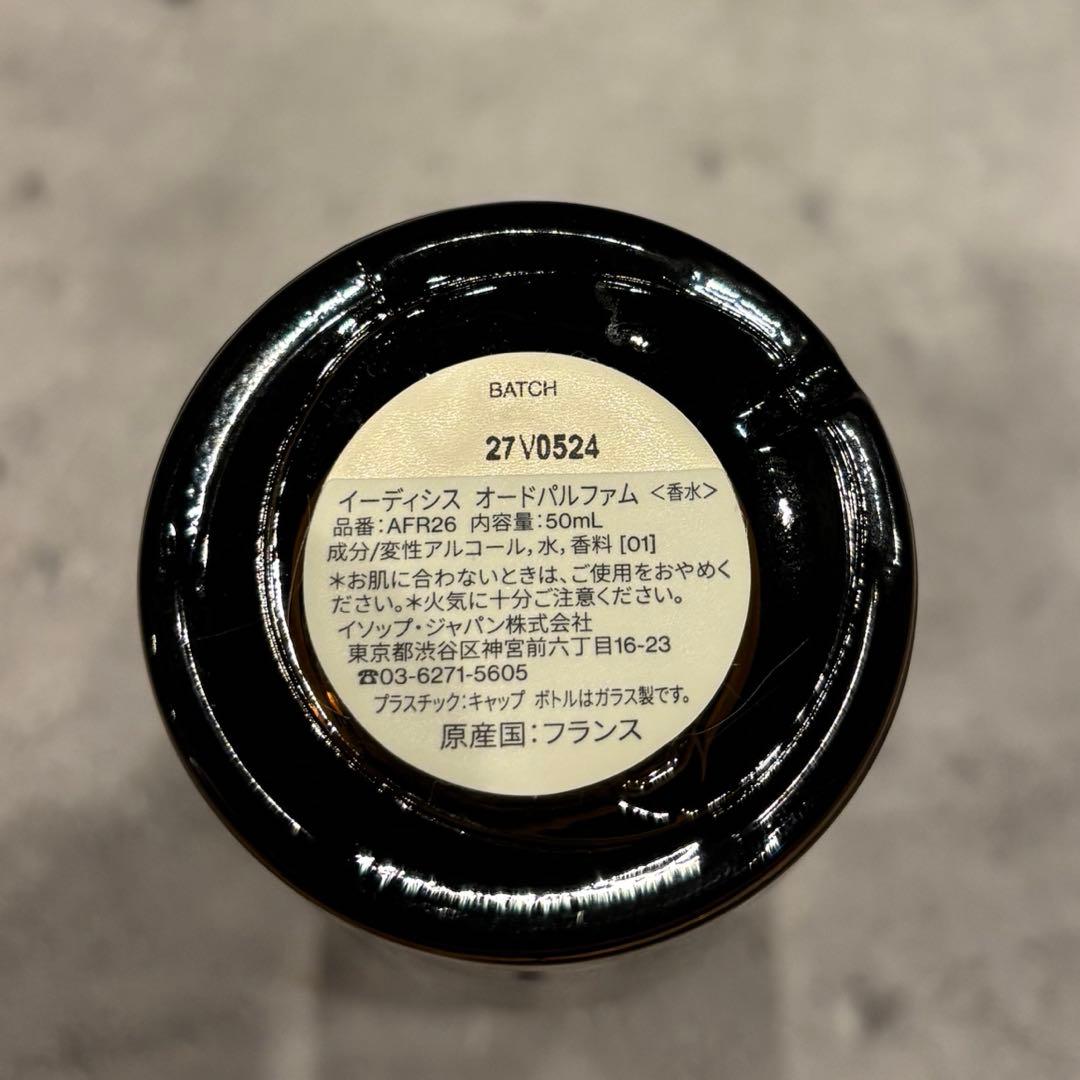 BATCH
27V0524
イーディシス オードパルファム <香水>
品番:AFR26 内容量:50mL
成分/変性アルコール,水,香料 [01]
*お肌に合わないときは、ご使用をおやめく
ださい。*火気に十分ご注意ください。
イソップ・ジャパン株式会社
東京都渋谷区神宮前六丁目16-23
☎03-6271-5605
プラスチック:キャップ ボトルはガラス製です。
原産国:フランス